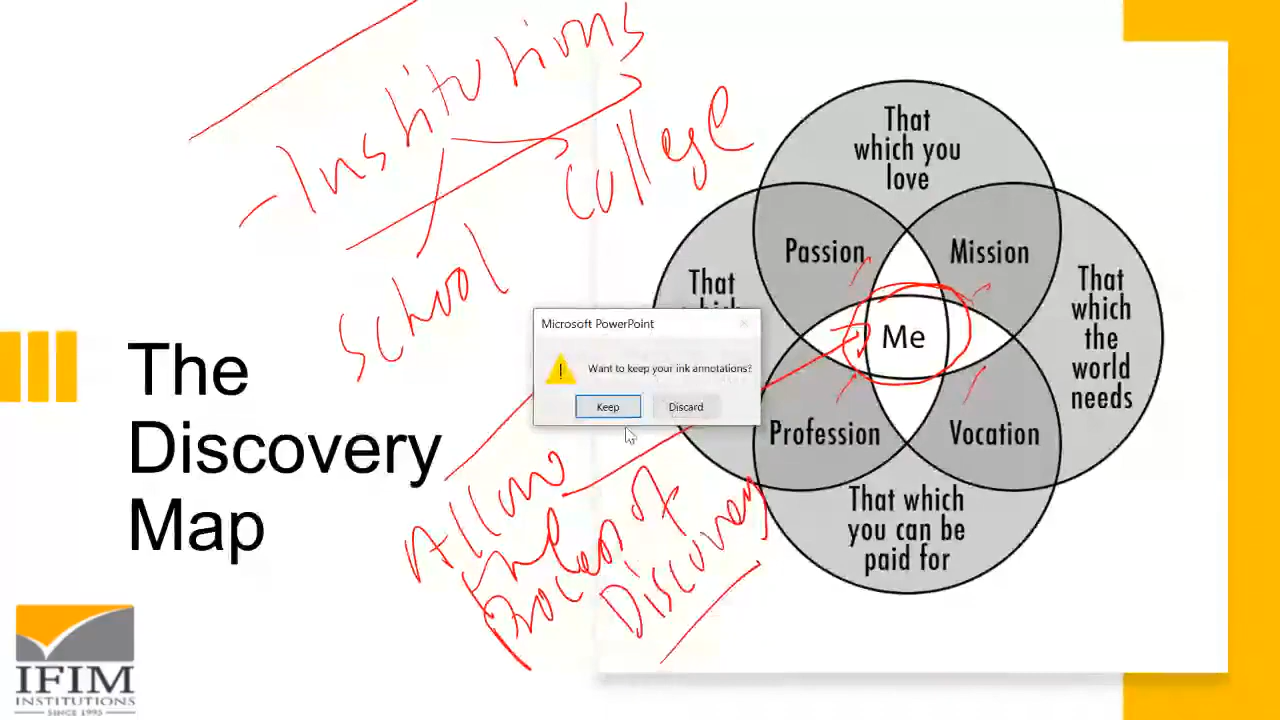 - Institutions
School College
That
which you
love
Passion
Mission
That
That
which
the
world
needs
Me
Microsoft PowerPoint
Want to keep your ink annotations?
Keep
Discard
The
Discovery
Map
Profession
Vocation
That which
you can be
paid for
Allow
the
Process of
Discovery
IFIM
INSTITUTIONS
SINCE 1995